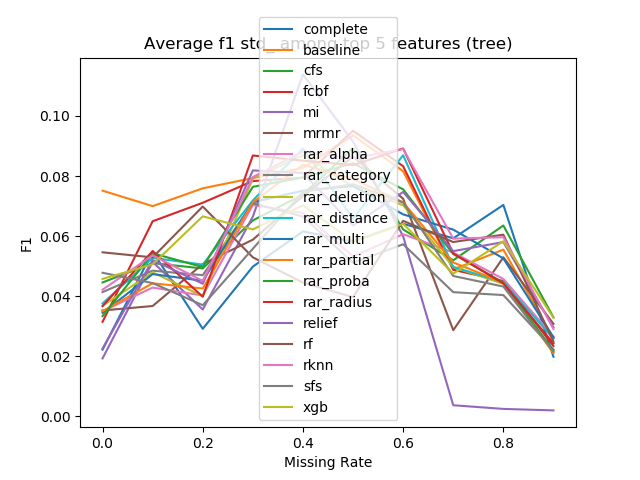 Average f1 std_ among top 5 features (tree)
complete
baseline
cfs
fcbf
mi
mrmr
rar_alpha
rar_category
rar_deletion
rar_distance
rar_multi
rar_partial
rar_proba
rar_radius
relief
rf
rknn
sfs
xgb
F1
0.10
0.08
0.06
0.04
0.02
0.00
0.0 0.2 0.4 0.6 0.8
Missing Rate